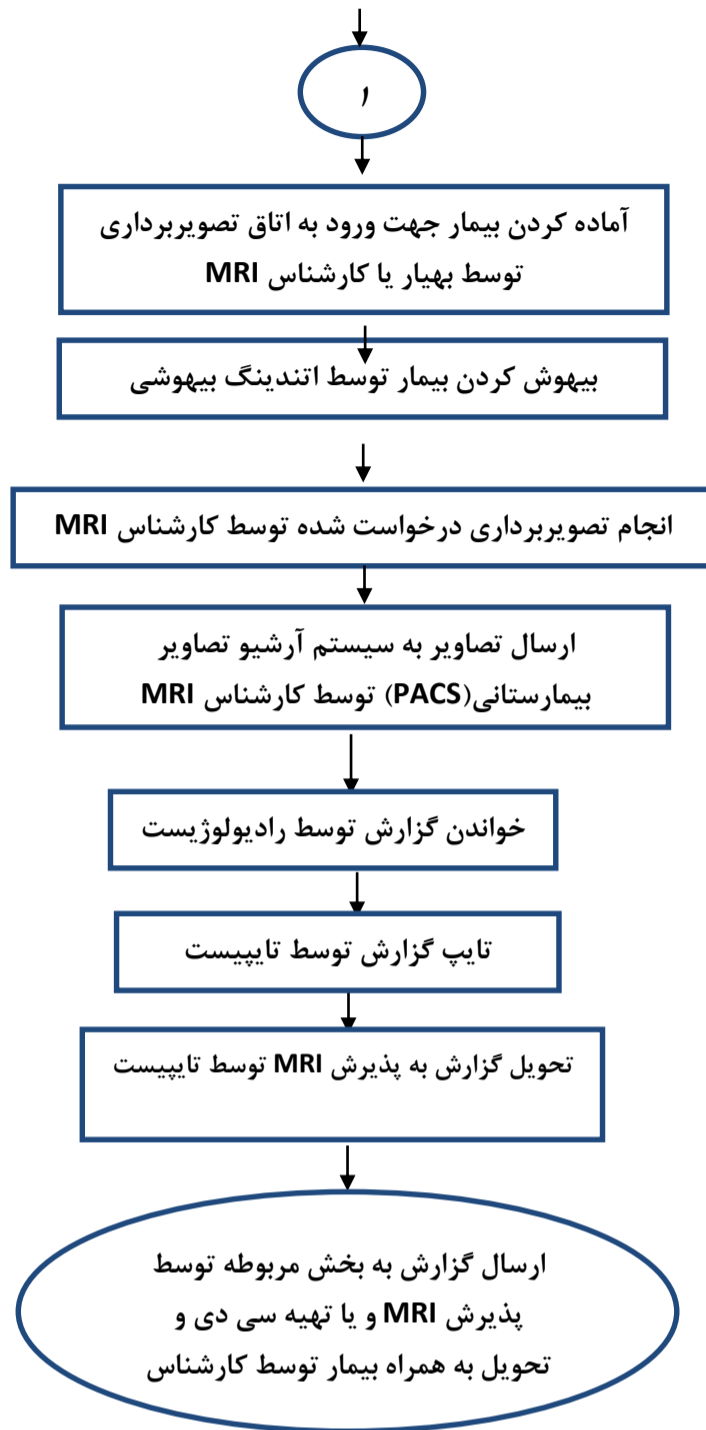 ۱
آماده کردن بیمار جهت ورود به اتاق تصویربرداری
توسط بهیار یا کارشناس MRI
بیهوش کردن بیمار توسط اتندینگ بیهوشی
انجام تصویربرداری درخواست شده توسط کارشناس MRI
ارسال تصاویر به سیستم آرشیو تصاویر
بیمارستانی(PACS) توسط کارشناس MRI
خواندن گزارش توسط رادیولوژیست
تایپ گزارش توسط تایپیست
تحویل گزارش به پذیرش MRI توسط تایپیست
ارسال گزارش به بخش مربوطه توسط
پذیرش MRI و یا تهیه سی دی و
تحویل به همراه بیمار توسط کارشناس